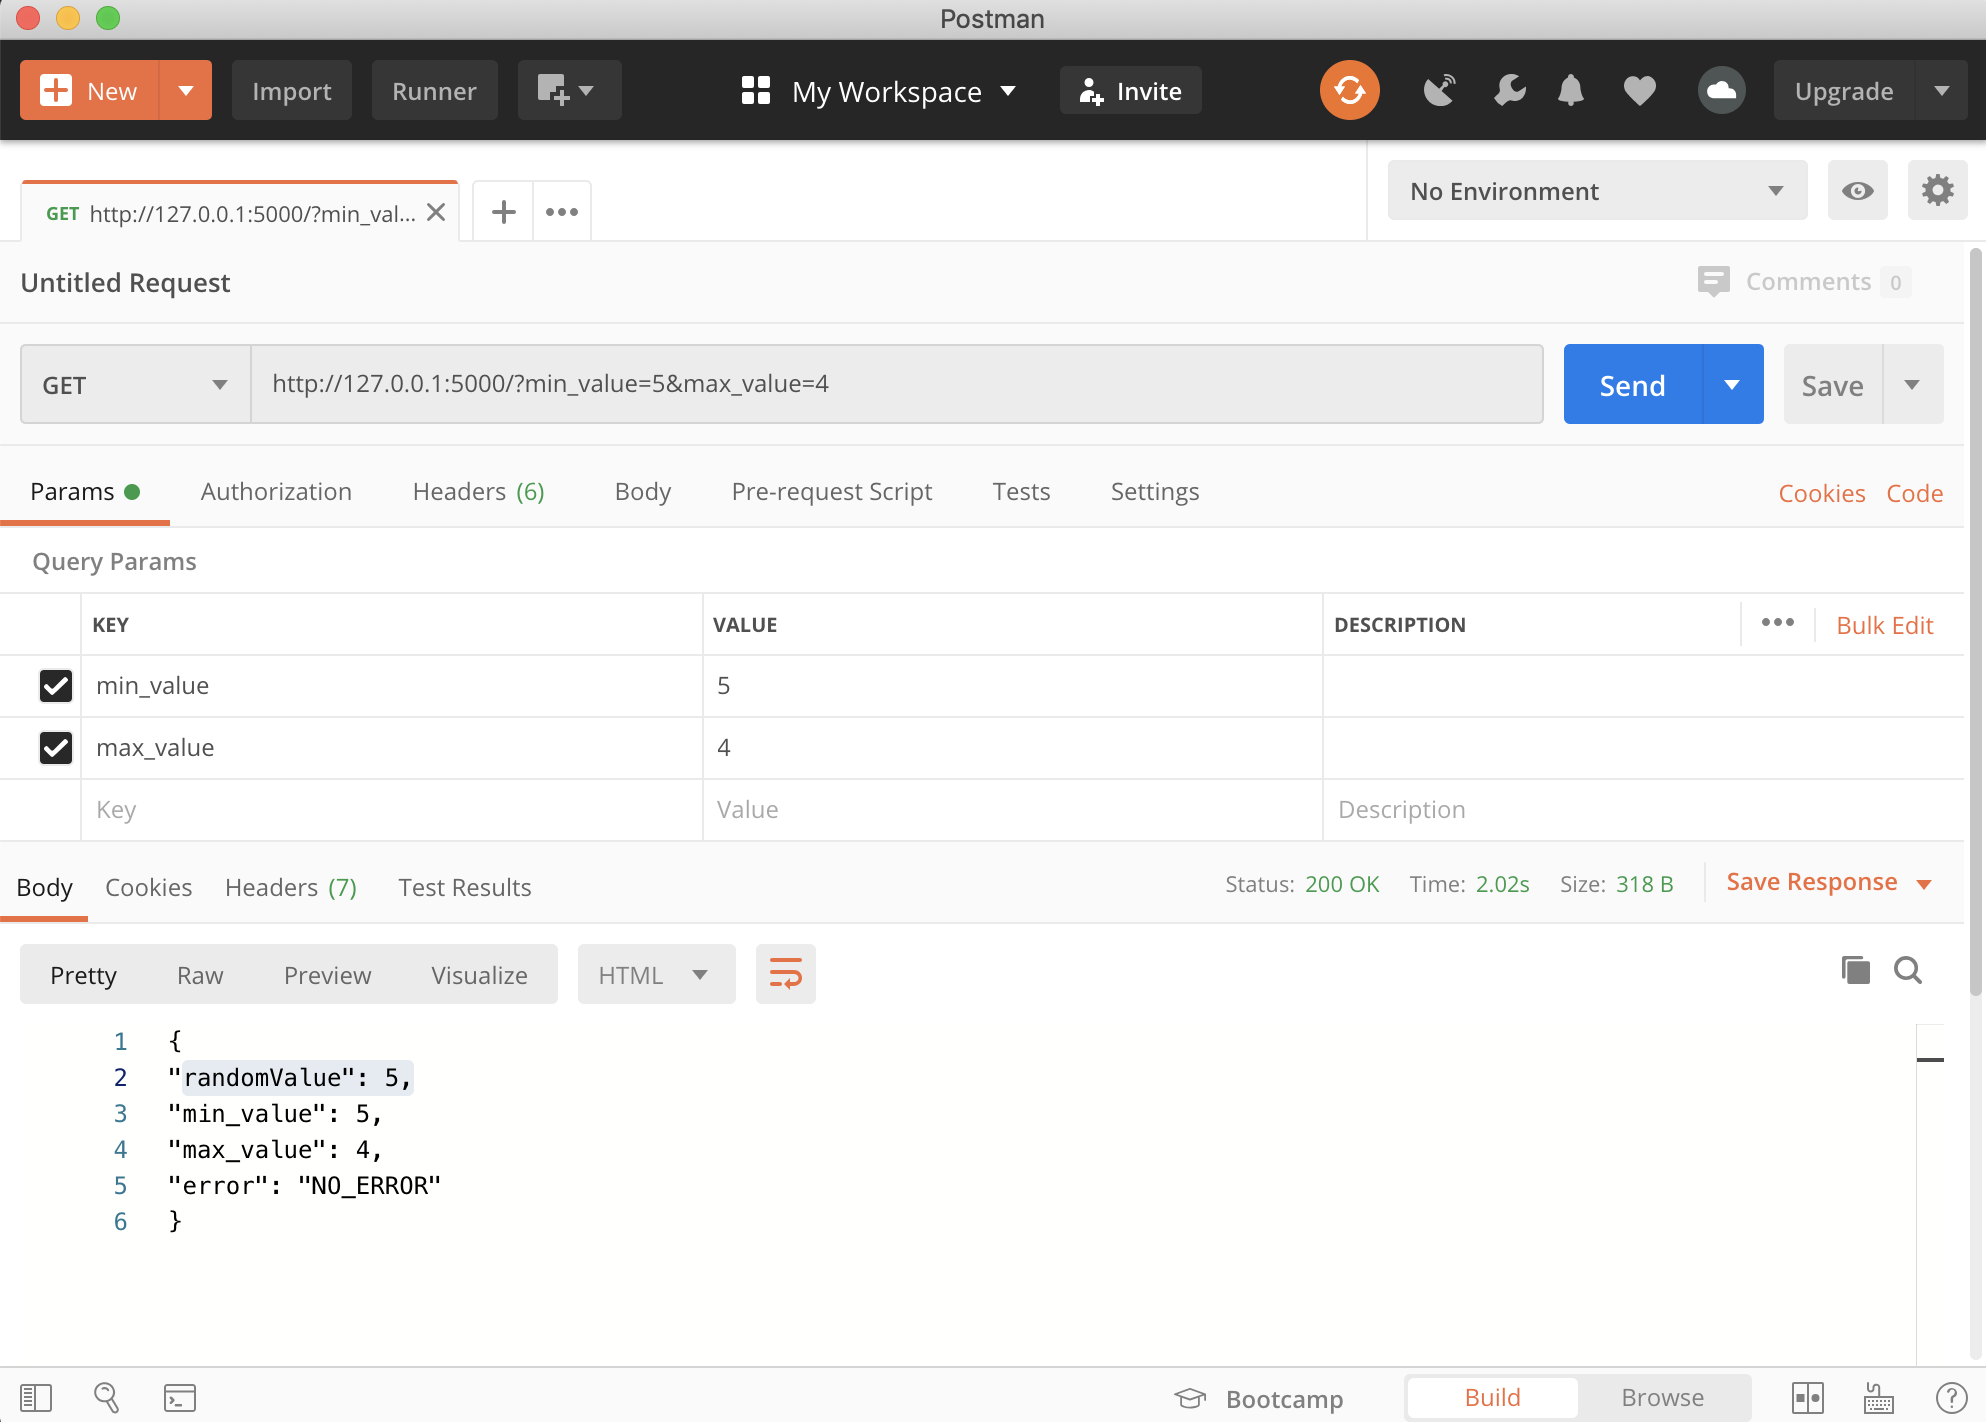 Postman
New
Import
Runner
My Workspace
Invite
Upgrade
GET http://127.0.0.1:5000/?min_val...
No Environment
Untitled Request
Comments 0
GET
http://127.0.0.1:5000/?min_value=5&max_value=4
Send
Save
Params
Authorization
Headers (6)
Body
Pre-request Script
Tests
Settings
Cookies
Code
Query Params
KEY
VALUE
DESCRIPTION
Bulk Edit
min_value
5
max_value
4
Key
Value
Description
Body
Cookies
Headers (7)
Test Results
Status: 200 OK
Time: 2.02s
Size: 318 B
Save Response
Pretty
Raw
Preview
Visualize
HTML
1 {
2 "randomValue": 5,
3 "min_value": 5,
4 "max_value": 4,
5 "error": "NO_ERROR"
6 }
Bootcamp
Build
Browse